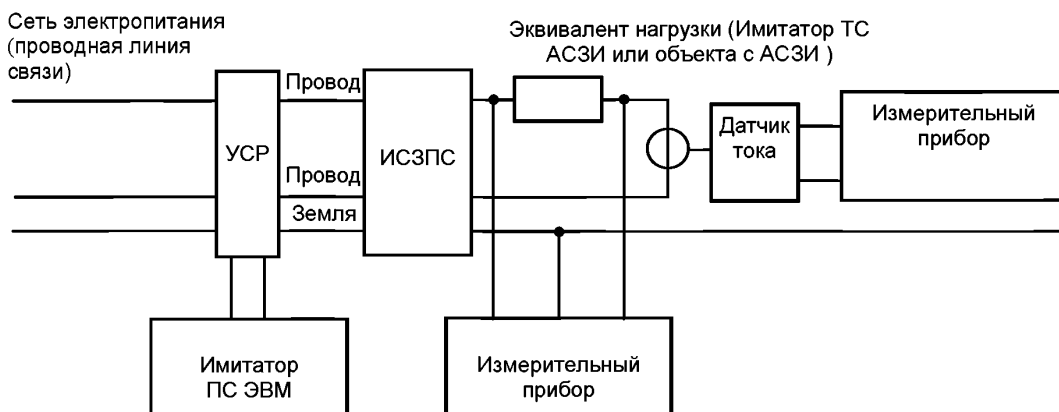 Сеть электропитания
(проводная линия
связи)
Эквивалент нагрузки (Имитатор ТС
АСЗИ или объекта с АСЗИ )
Провод
УСР
ИСЗПС
Провод
Земля
Датчик
тока
Измерительный
прибор
Имитатор
ПС ЭВМ
Измерительный
прибор